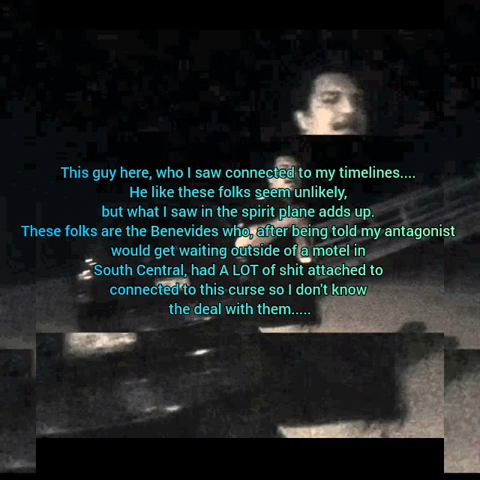 This guy here, who I saw connected to my timelines....
He like these folks seem unlikely,
but what I saw in the spirit plane adds up.
These folks are the Benevides who, after being told my antagonist
would get waiting outside of a motel in
South Central, had A LOT of shit attached to
connected to this curse so I don't know
the deal with them.....